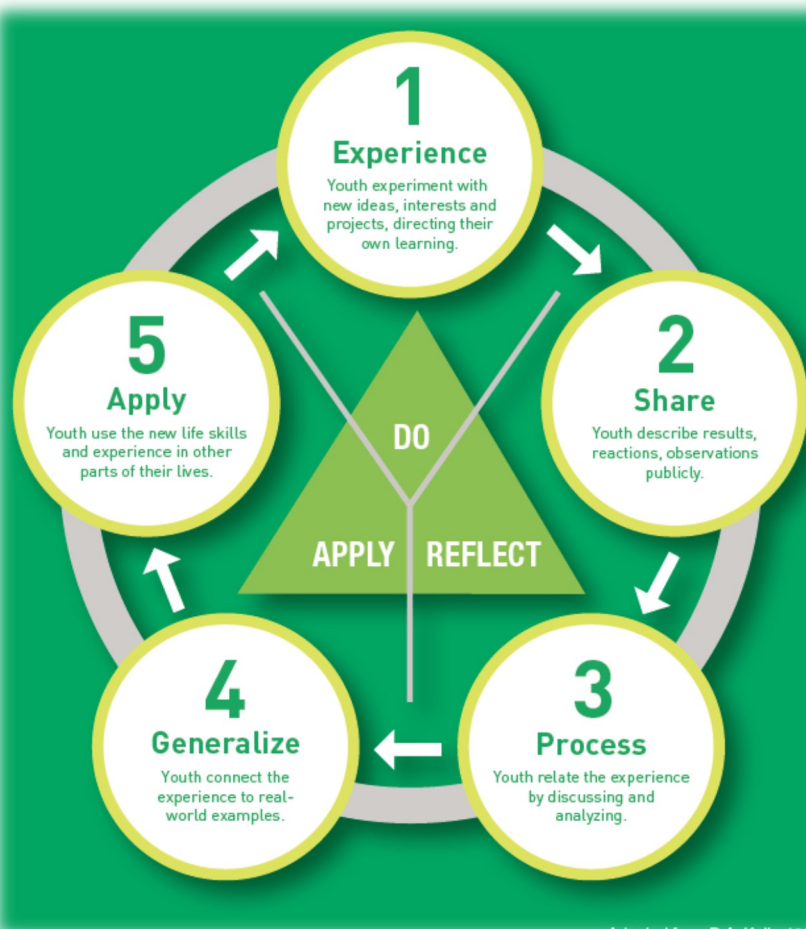 1
Experience
Youth experiment with
new ideas, interests and
projects, directing their
own learning.
2
Share
Youth describe results,
reactions, observations
publicly.
3
Process
Youth relate the experience
by discussing and
analyzing.
4
Generalize
Youth connect the
experience to real-
world examples.
5
Apply
Youth use the new life skills
and experience in other
parts of their lives.
DO
APPLY
REFLECT